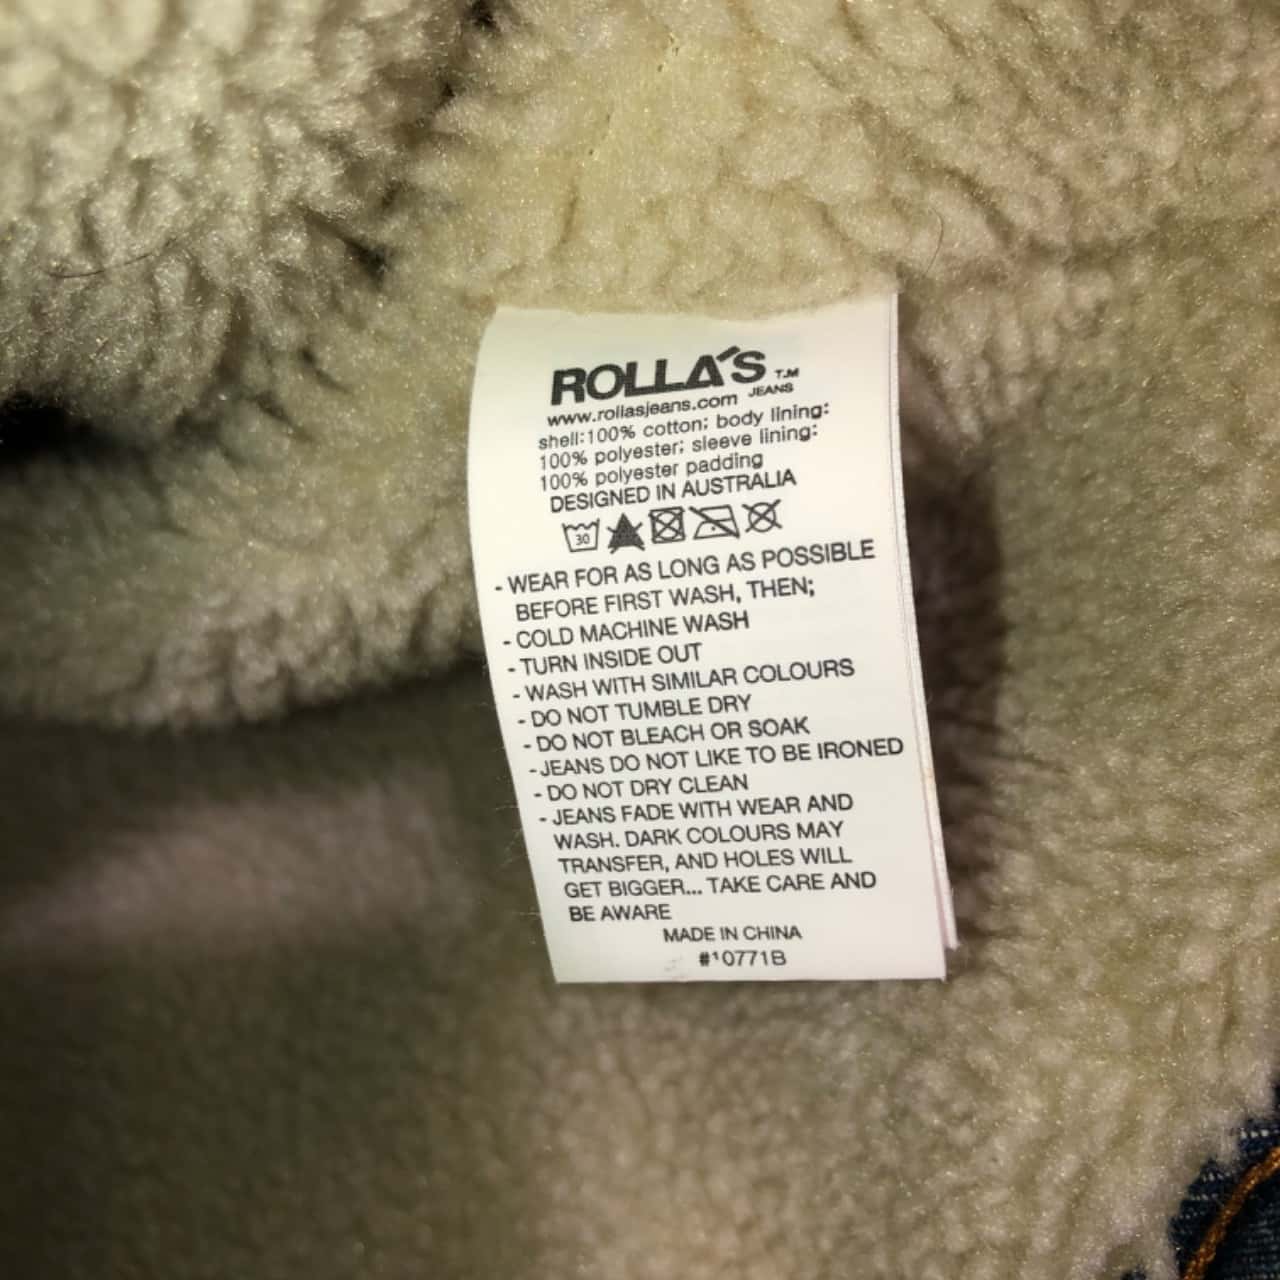 ROLLA'S T.M
JEANS
www.rollasjeans.com
shell:100% cotton; body lining:
100% polyester; sleeve lining:
100% polyester padding
DESIGNED IN AUSTRALIA
30
- WEAR FOR AS LONG AS POSSIBLE
BEFORE FIRST WASH, THEN;
- COLD MACHINE WASH
- TURN INSIDE OUT
- WASH WITH SIMILAR COLOURS
- DO NOT TUMBLE DRY
- DO NOT BLEACH OR SOAK
- JEANS DO NOT LIKE TO BE IRONED
- DO NOT DRY CLEAN
- JEANS FADE WITH WEAR AND
WASH. DARK COLOURS MAY
TRANSFER, AND HOLES WILL
GET BIGGER... TAKE CARE AND
BE AWARE
MADE IN CHINA
#10771B